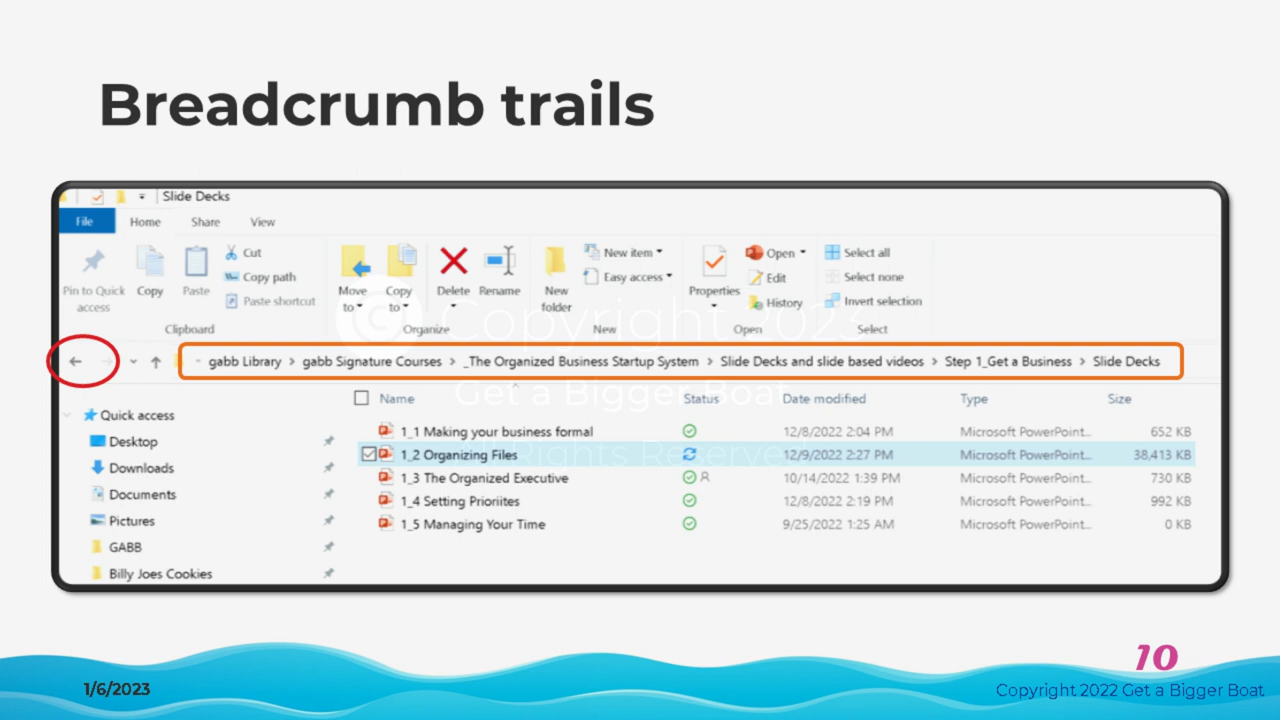 Breadcrumb trails
Slide Decks
File Home Share View
Pin to Quick access
Copy
Paste
Cut
Copy path
Paste shortcut
Clipboard
Move to
Copy to
Delete
Rename
Organize
New folder
New item
Easy access
New
Properties
Open
Edit
History
Open
Select all
Select none
Invert selection
Select
© Copyright 2023
Get a Bigger Boat
All Rights Reserved
gabb Library > gabb Signature Courses > _The Organized Business Startup System > Slide Decks and slide based videos > Step 1_Get a Business > Slide Decks
Quick access
Desktop
Downloads
Documents
Pictures
GABB
Billy Joes Cookies
Name Status Date modified Type Size
1_1 Making your business formal 12/8/2022 2:04 PM Microsoft PowerPoint... 652 KB
1_2 Organizing Files 12/9/2022 2:27 PM Microsoft PowerPoint... 38,413 KB
1_3 The Organized Executive 10/14/2022 1:39 PM Microsoft PowerPoint... 730 KB
1_4 Setting Prioriites 12/8/2022 2:19 PM Microsoft PowerPoint... 992 KB
1_5 Managing Your Time 9/25/2022 1:25 AM Microsoft PowerPoint... 0 KB
10
1/6/2023
Copyright 2022 Get a Bigger Boat